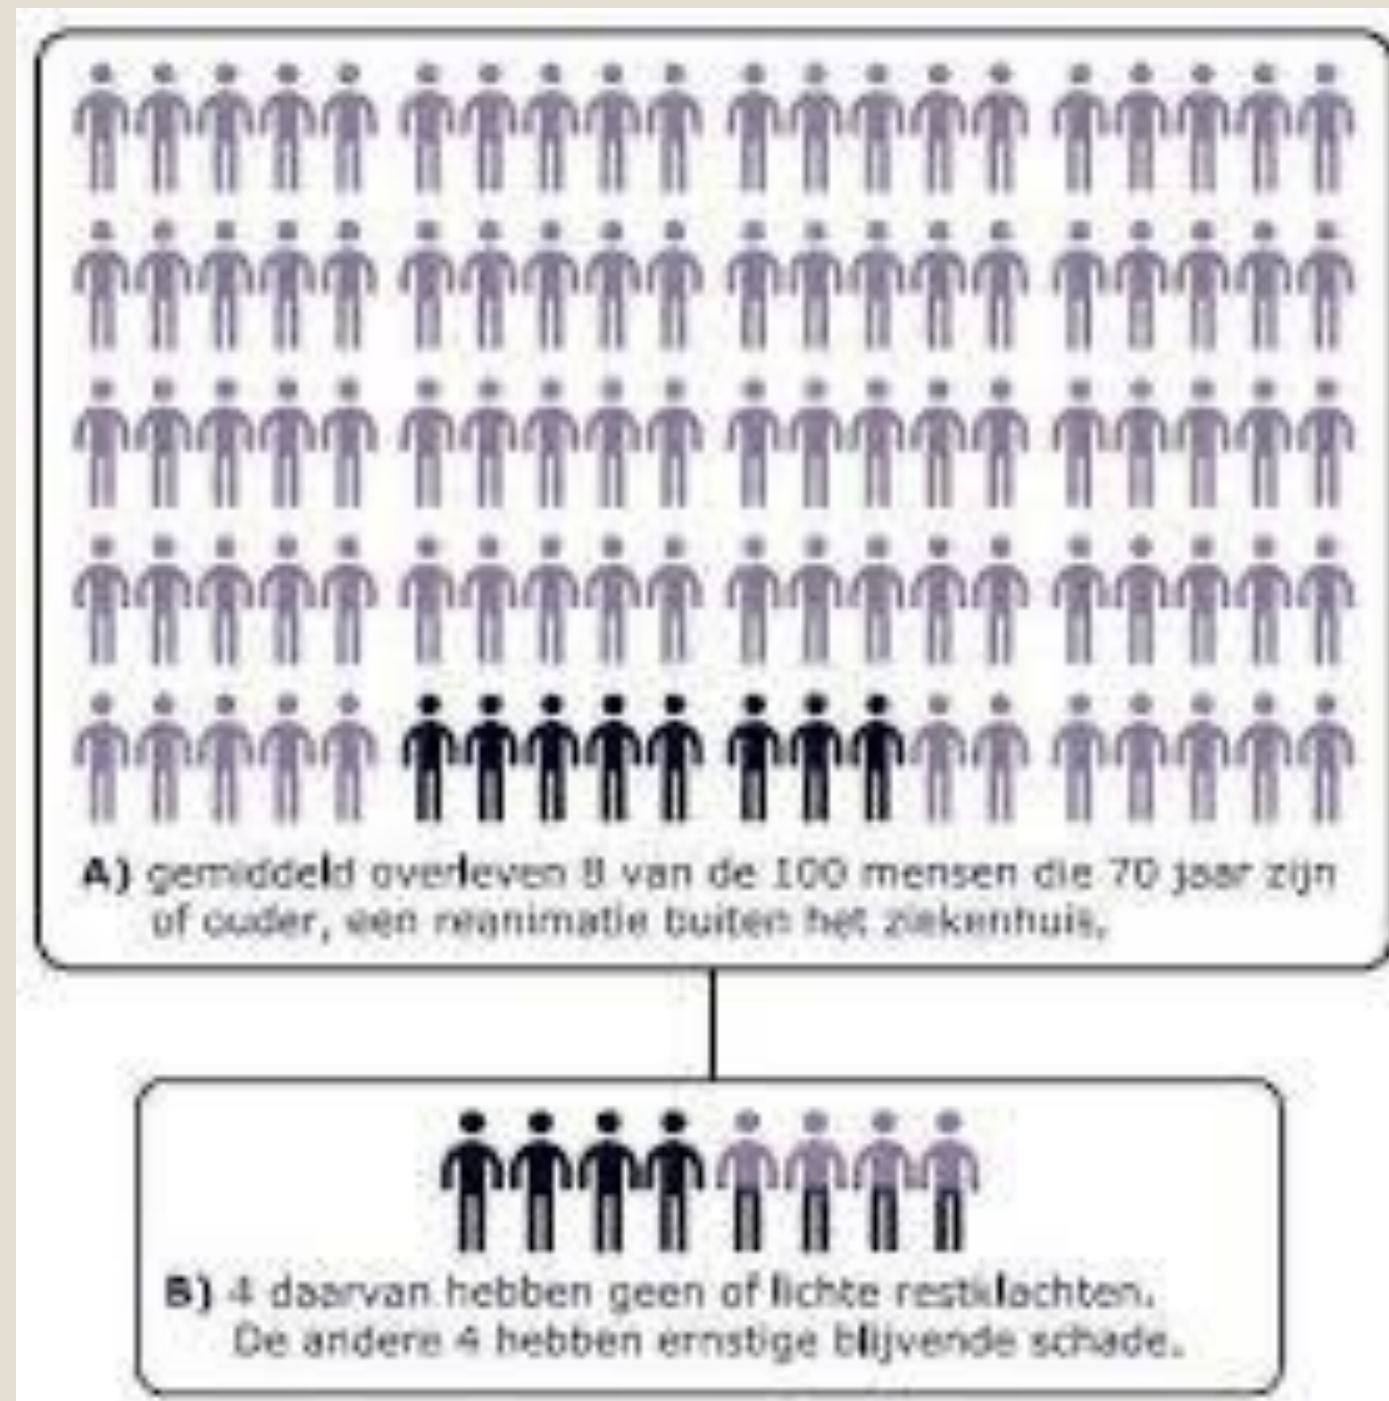 A) gemiddeld overleven 8 van de 100 mensen die 70 jaar zijn
of ouder, een reanimatie buiten het ziekenhuis.
B) 4 daarvan hebben geen of lichte restklachten.
De andere 4 hebben ernstige blijvende schade.